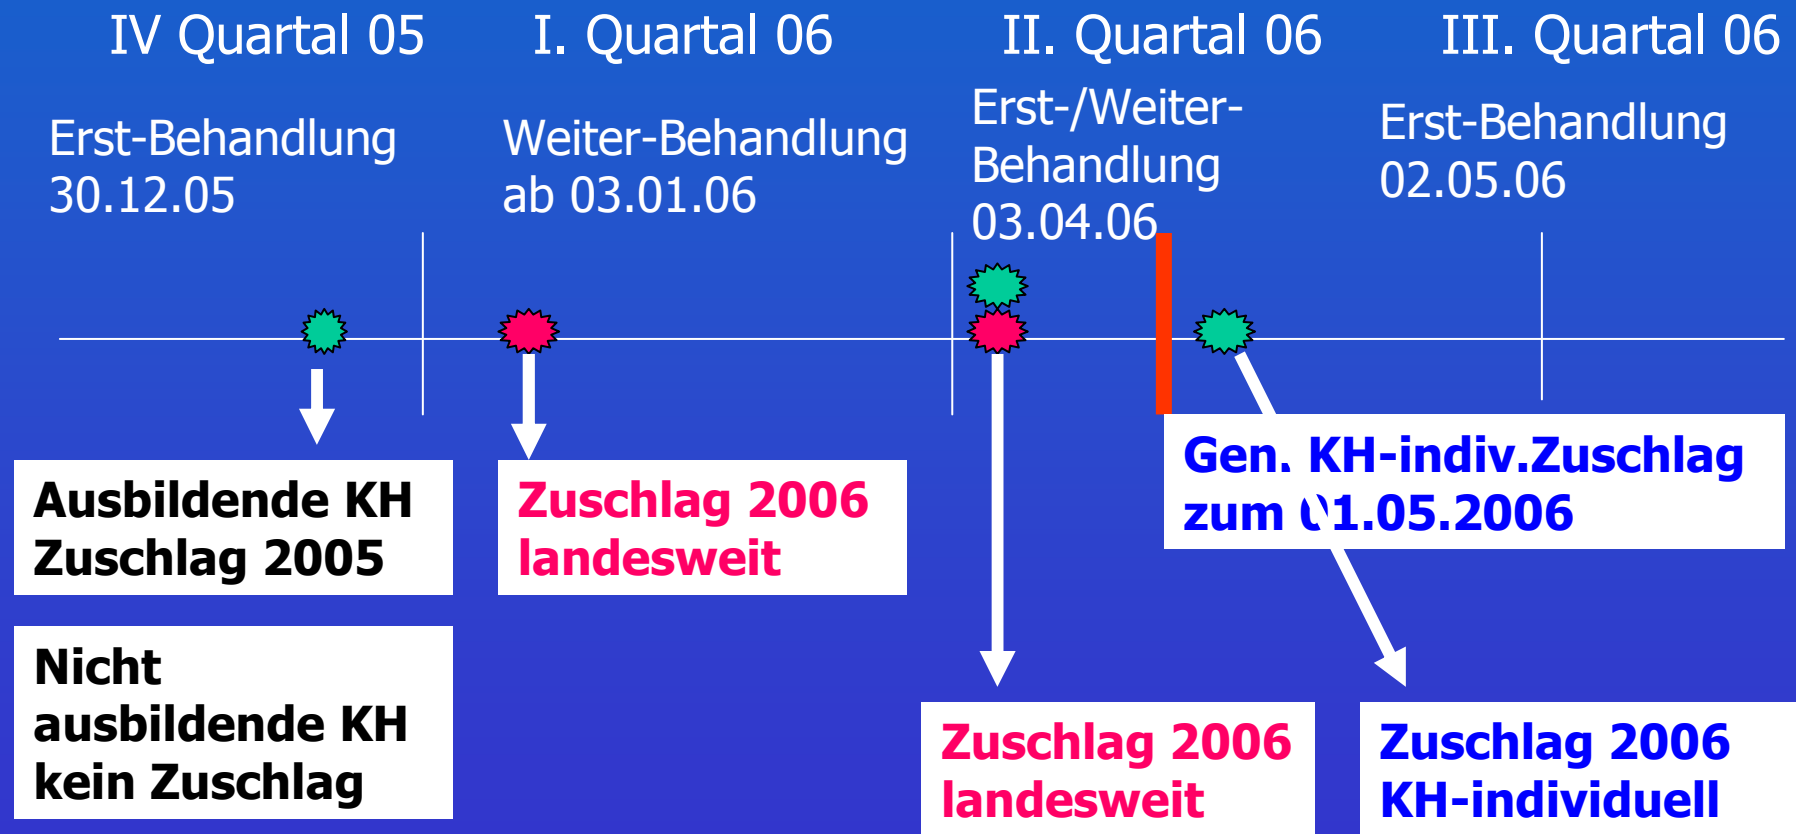 IV Quartal 05
I. Quartal 06
II. Quartal 06
III. Quartal 06
Erst-Behandlung
30.12.05
Weiter-Behandlung
ab 03.01.06
Erst-/Weiter-
Behandlung
03.04.06
Erst-Behandlung
02.05.06
Ausbildende KH
Zuschlag 2005
Nicht
ausbildende KH
kein Zuschlag
Zuschlag 2006
landesweit
Gen. KH-indiv.Zuschlag
zum 01.05.2006
Zuschlag 2006
landesweit
Zuschlag 2006
KH-individuell